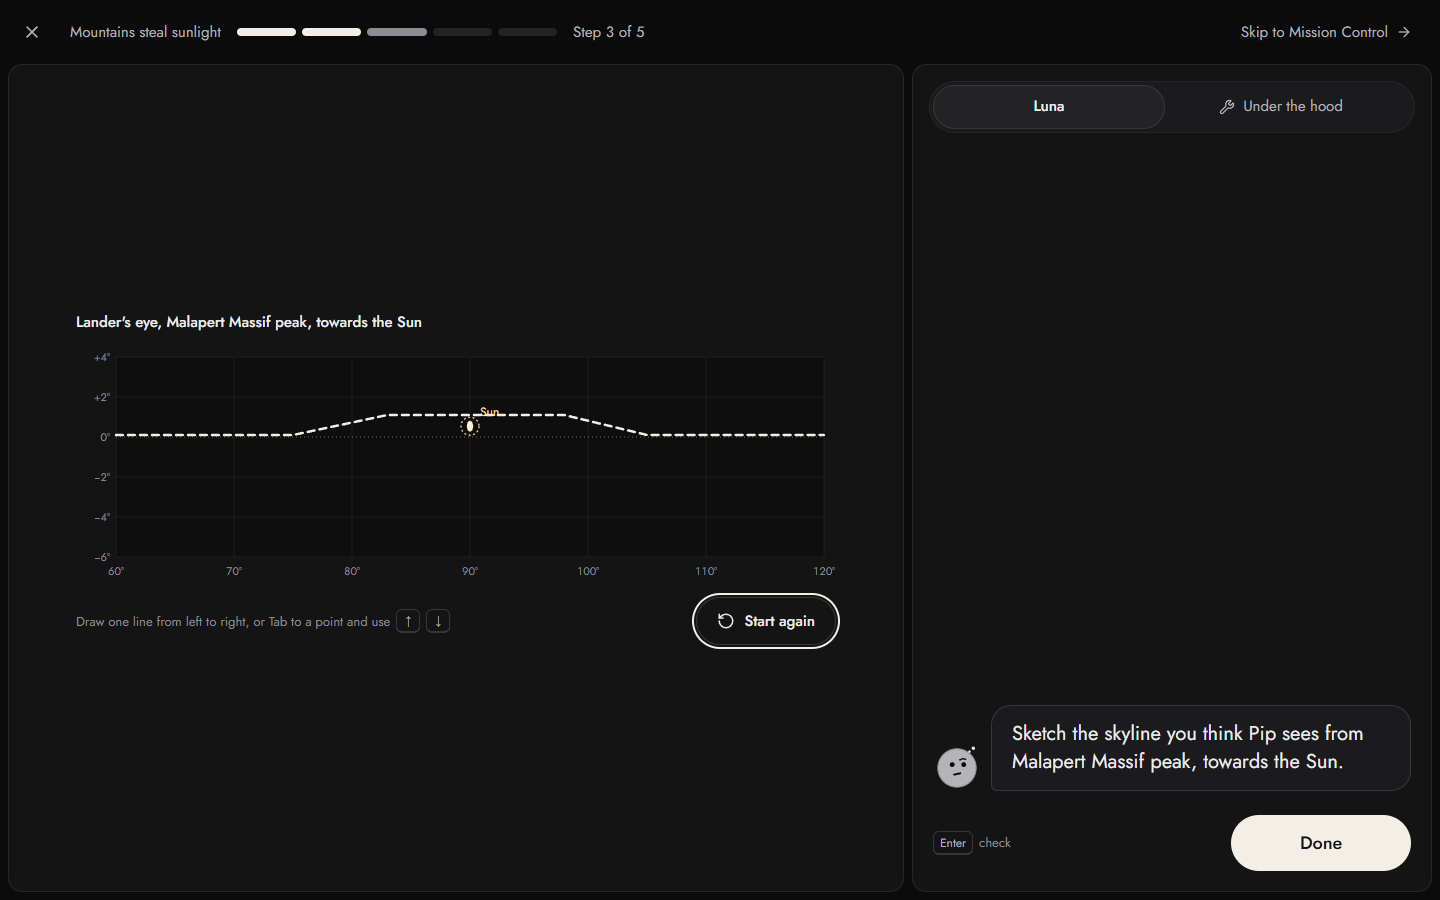 Mountains steal sunlight
Step 3 of 5
Skip to Mission Control →
Luna
Under the hood
Lander's eye, Malapert Massif peak, towards the Sun
+4°
+2°
0°
−2°
−4°
−6°
Sun
60° 70° 80° 90° 100° 110° 120°
Draw one line from left to right, or Tab to a point and use ↑ ↓
Start again
Sketch the skyline you think Pip sees from
Malapert Massif peak, towards the Sun.
Enter check
Done